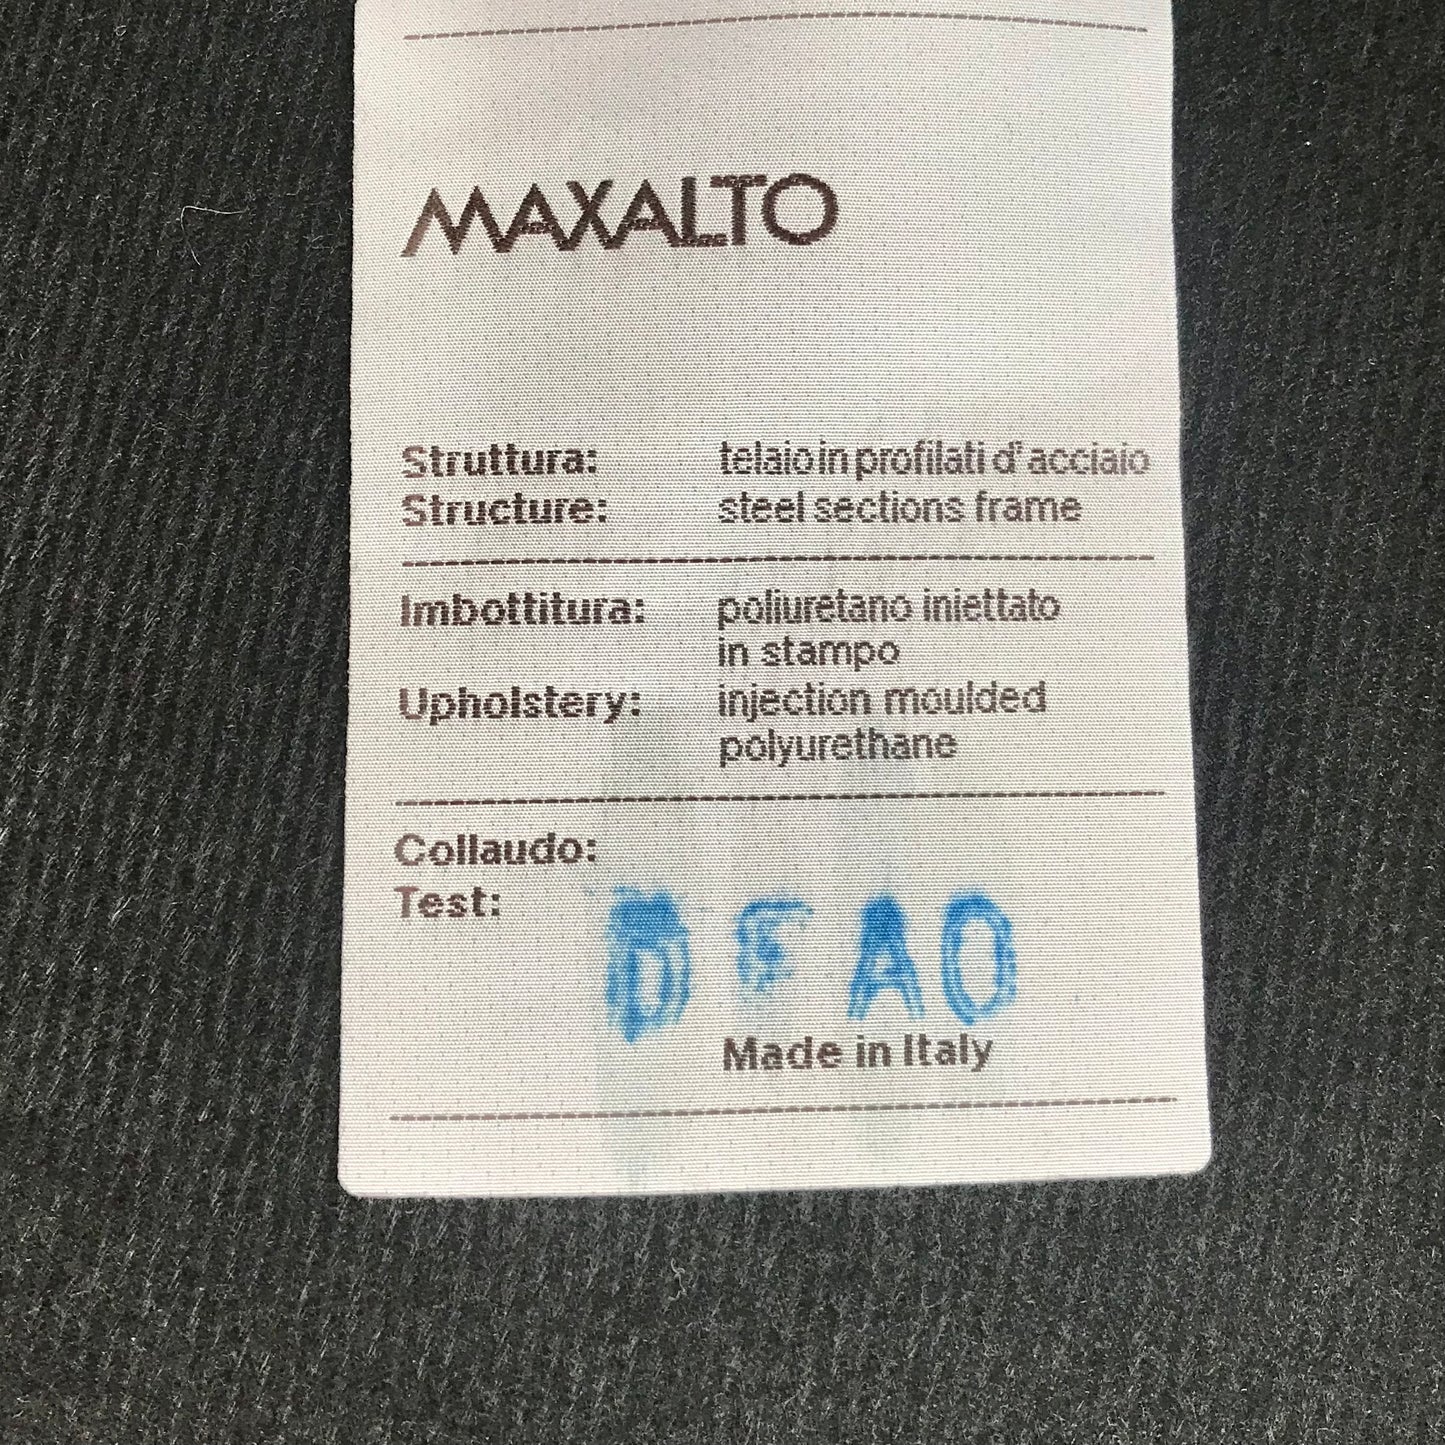 MAXALTO
Struttura: telaio in profilati d'acciaio
Structure: steel sections frame
Imbottitura: poliuretano iniettato
in stampo
Upholstery: injection moulded
polyurethane
Collaudo:
Test:
D F A O
Made in Italy